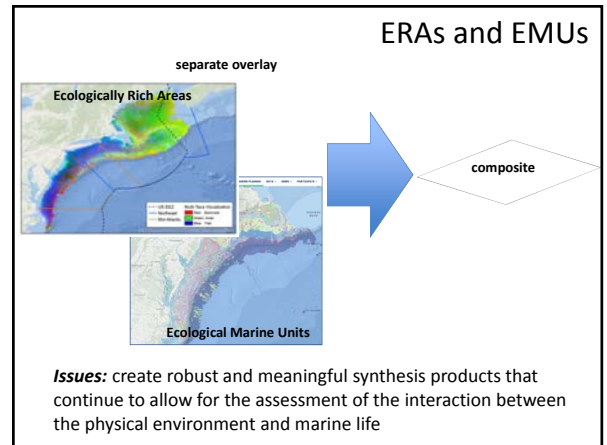 ERAs and EMUs
separate overlay
Ecologically Rich Areas
composite
Ecological Marine Units
Issues: create robust and meaningful synthesis products that
continue to allow for the assessment of the interaction between
the physical environment and marine life